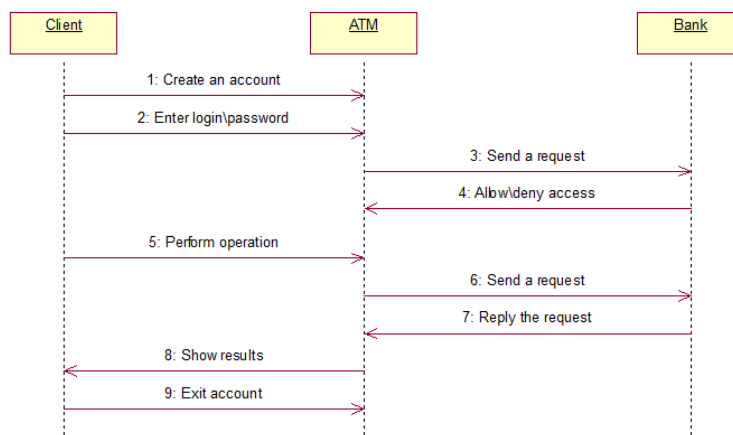 Client
ATM
Bank
1: Create an account
2: Enter login\password
3: Send a request
4: Allow\deny access
5: Perform operation
6: Send a request
7: Reply the request
8: Show results
9: Exit account